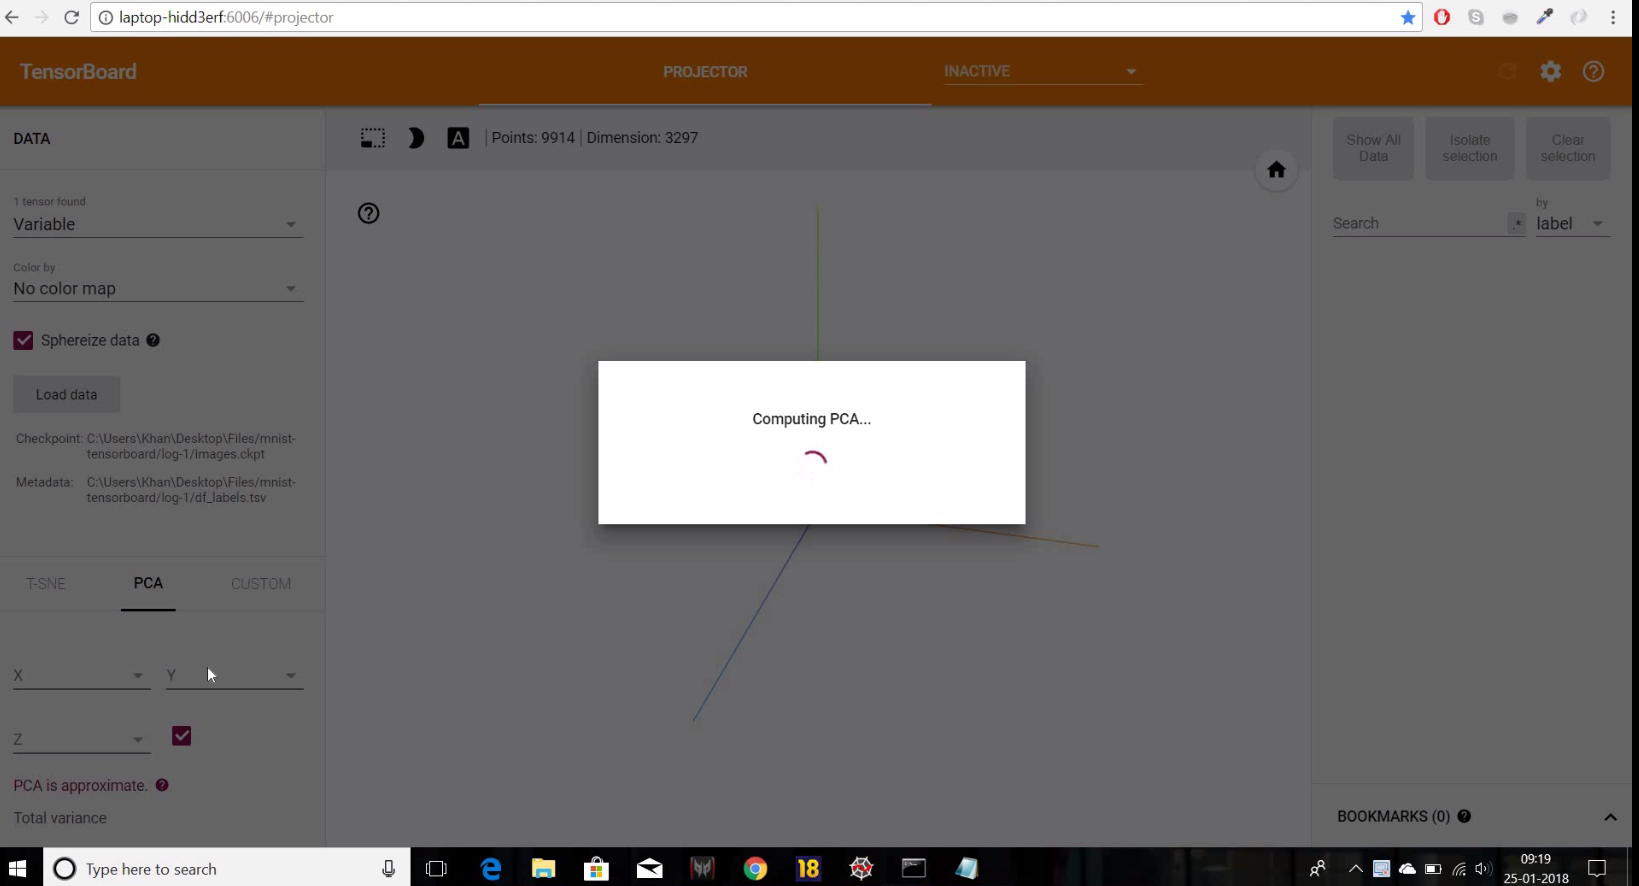 laptop-hidd3erf:6006/#projector
TensorBoard
PROJECTOR
INACTIVE
DATA
Points: 9914
Dimension: 3297
Show All
Data
Isolate
selection
Clear
selection
1 tensor found
Variable
Search
.*
by
label
Color by
No color map
Sphereize data
Load data
Checkpoint: C:\Users\Khan\Desktop\Files/mnist-
tensorboard/log-1/images.ckpt
Metadata: C:\Users\Khan\Desktop\Files/mnist-
tensorboard/log-1/df_labels.tsv
Computing PCA...
T-SNE
PCA
CUSTOM
X
Y
Z
PCA is approximate.
Total variance
BOOKMARKS (0)
Type here to search
18
09:19
25-01-2018